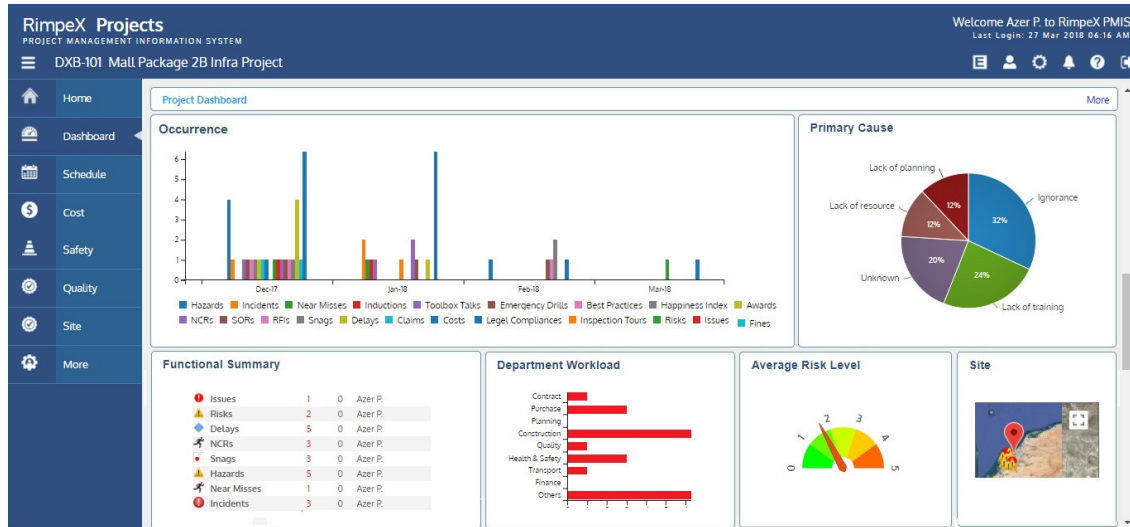 RimpeX Projects
PROJECT MANAGEMENT INFORMATION SYSTEM
Welcome Azer P. to RimpeX PMIS
Last Login: 27 Mar 2018 06:16 AM
DXB-101 Mall Package 2B Infra Project
Home
Dashboard
Schedule
Cost
Safety
Quality
Site
More
Project Dashboard
More
Occurrence
6
5
4
3
2
1
0
Dec-17 Jan-18 Feb-18 Mar-18
Hazards Incidents Near Misses Inductions Toolbox Talks Emergency Drills Best Practices Happiness Index Awards
NCRs SORs RFIs Snags Delays Claims Costs Legel Compliances Inspection Tours Risks Issues Fines
Primary Cause
Lack of planning
Ignorance
Lack of resource
12%
32%
12%
20%
24%
Unknown
Lack of training
Functional Summary
Issues 1 0 Azer P.
Risks 2 0 Azer P.
Delays 5 0 Azer P.
NCRs 3 0 Azer P.
Snags 3 0 Azer P.
Hazards 5 0 Azer P.
Near Misses 1 0 Azer P.
Incidents 3 0 Azer P.
Department Workload
Contract
Purchase
Planning
Construction
Quality
Health & Safety
Transport
Finance
Others
Average Risk Level
0 1 2 3 4 5
Site